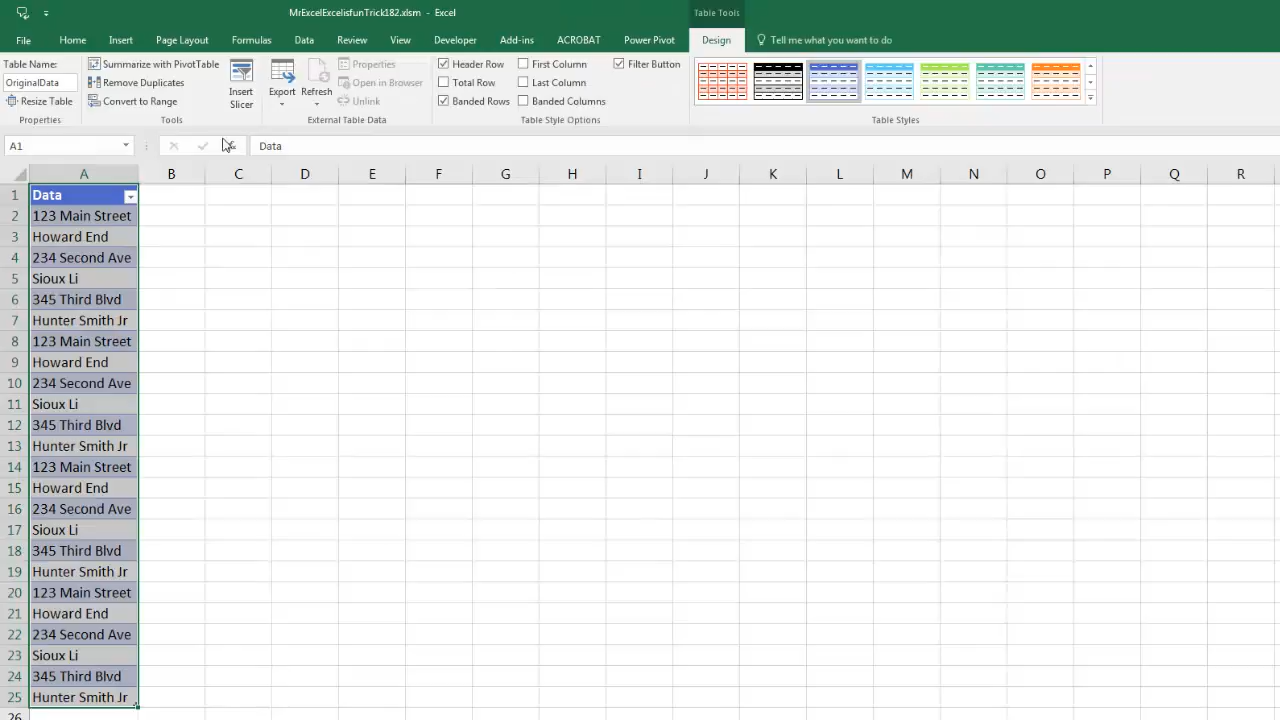 MrExcelExcelisfunTrick182.xlsm - Excel
Table Tools
File Home Insert Page Layout Formulas Data Review View Developer Add-ins ACROBAT Power Pivot Design Tell me what you want to do
Table Name:
OriginalData
Resize Table
Properties
Summarize with PivotTable
Remove Duplic
Convert to Range
Tools
Insert
Slicer
Export
Refresh
Properties
Open in Browser
Unlink
External Table Data
Header Row
Total Row
Banded Rows
First Column
Last Column
Banded Columns
Filter Button
Table Style Options
Table Styles
A1 Data
A B C D E F G H I J K L M N O P Q R
1 Data
2 123 Main Street
3 Howard End
4 234 Second Ave
5 Sioux Li
6 345 Third Blvd
7 Hunter Smith Jr
8 123 Main Street
9 Howard End
10 234 Second Ave
11 Sioux Li
12 345 Third Blvd
13 Hunter Smith Jr
14 123 Main Street
15 Howard End
16 234 Second Ave
17 Sioux Li
18 345 Third Blvd
19 Hunter Smith Jr
20 123 Main Street
21 Howard End
22 234 Second Ave
23 Sioux Li
24 345 Third Blvd
25 Hunter Smith Jr
26